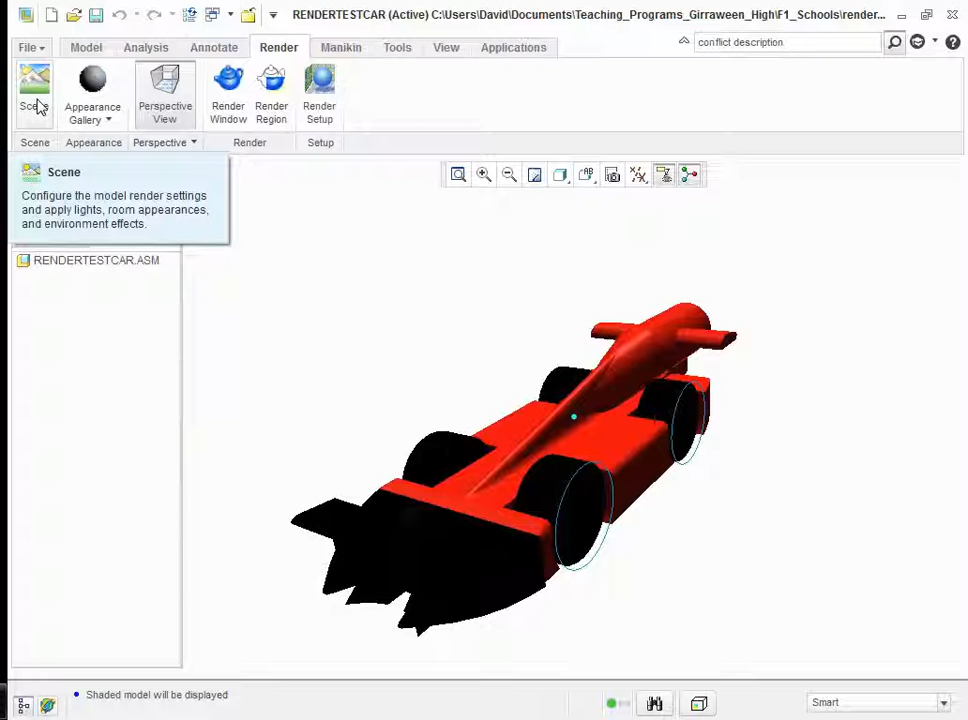 RENDERTESTCAR (Active) C:\Users\David\Documents\Teaching_Programs_Girraween_High\F1_Schools\render...
File Model Analysis Annotate Render Manikin Tools View Applications
conflict description
Scene Appearance Gallery Perspective View Render Window Render Region Render Setup
Scene Appearance Perspective Render Setup
Scene
Configure the model render settings
and apply lights, room appearances,
and environment effects.
RENDERTESTCAR.ASM
Shaded model will be displayed
Smart